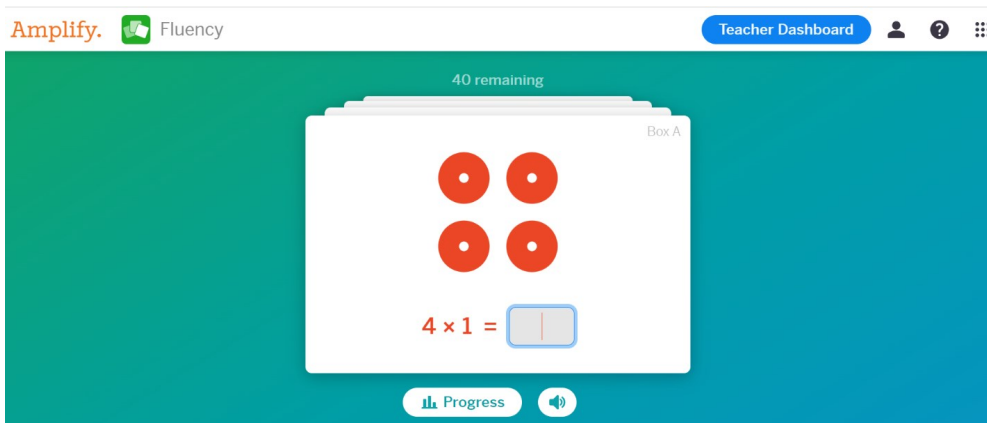 Amplify. Fluency Teacher Dashboard
40 remaining
Box A
4 × 1 =
Progress